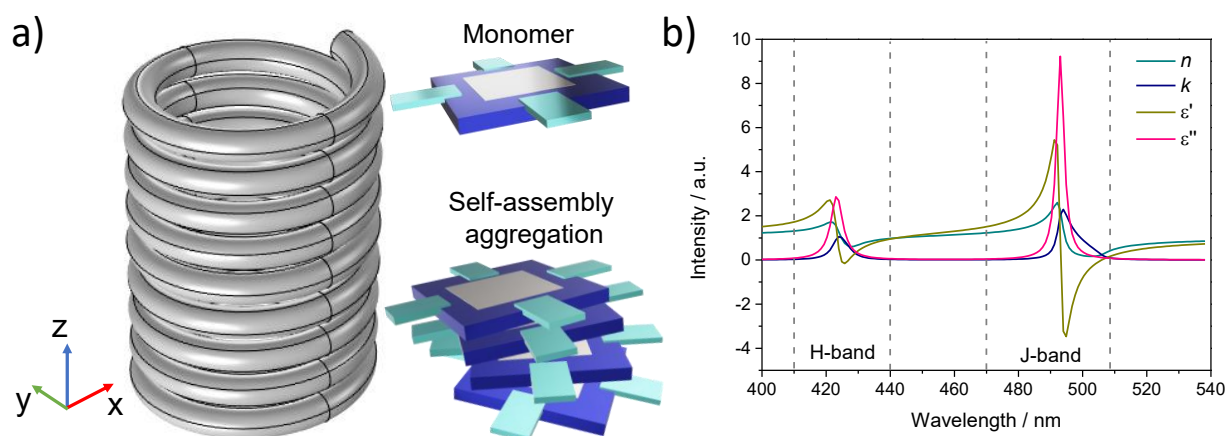 a)
Monomer
Self-assembly
aggregation
z
y
x
b)
10
8
6
4
2
0
-2
-4
Intensity / a.u.
n
k
ε'
ε"
H-band
J-band
400
420
440
460
480
500
520
540
Wavelength / nm